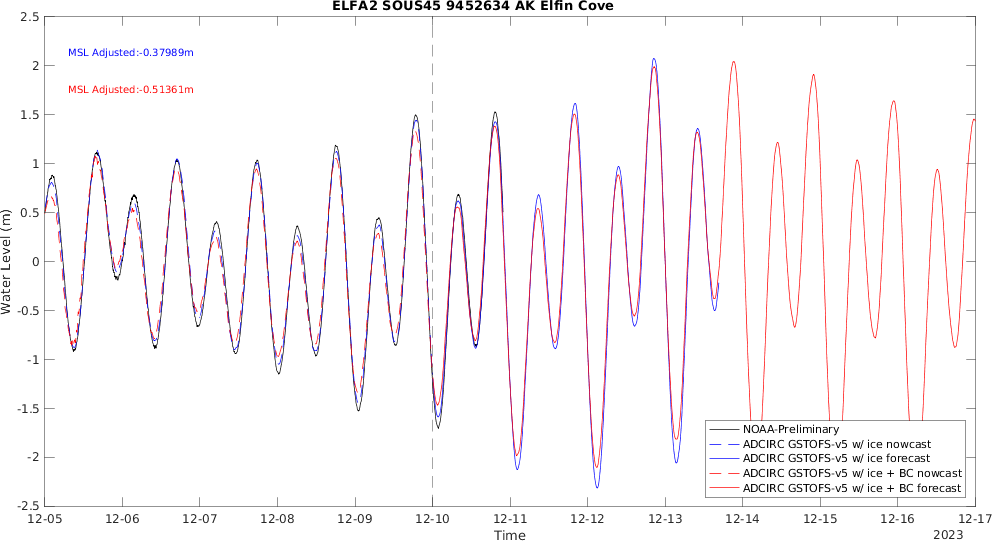 ELFA2 SOUS45 9452634 AK Elfin Cove
MSL Adjusted:-0.37989m
MSL Adjusted:-0.51361m
Water Level (m)
2.5
2
1.5
1
0.5
0
-0.5
-1
-1.5
-2
-2.5
NOAA-Preliminary
ADCIRC GSTOFS-v5 w/ ice nowcast
ADCIRC GSTOFS-v5 w/ ice forecast
ADCIRC GSTOFS-v5 w/ ice + BC nowcast
ADCIRC GSTOFS-v5 w/ ice + BC forecast
12-05 12-06 12-07 12-08 12-09 12-10 12-11 12-12 12-13 12-14 12-15 12-16 12-17
Time
2023